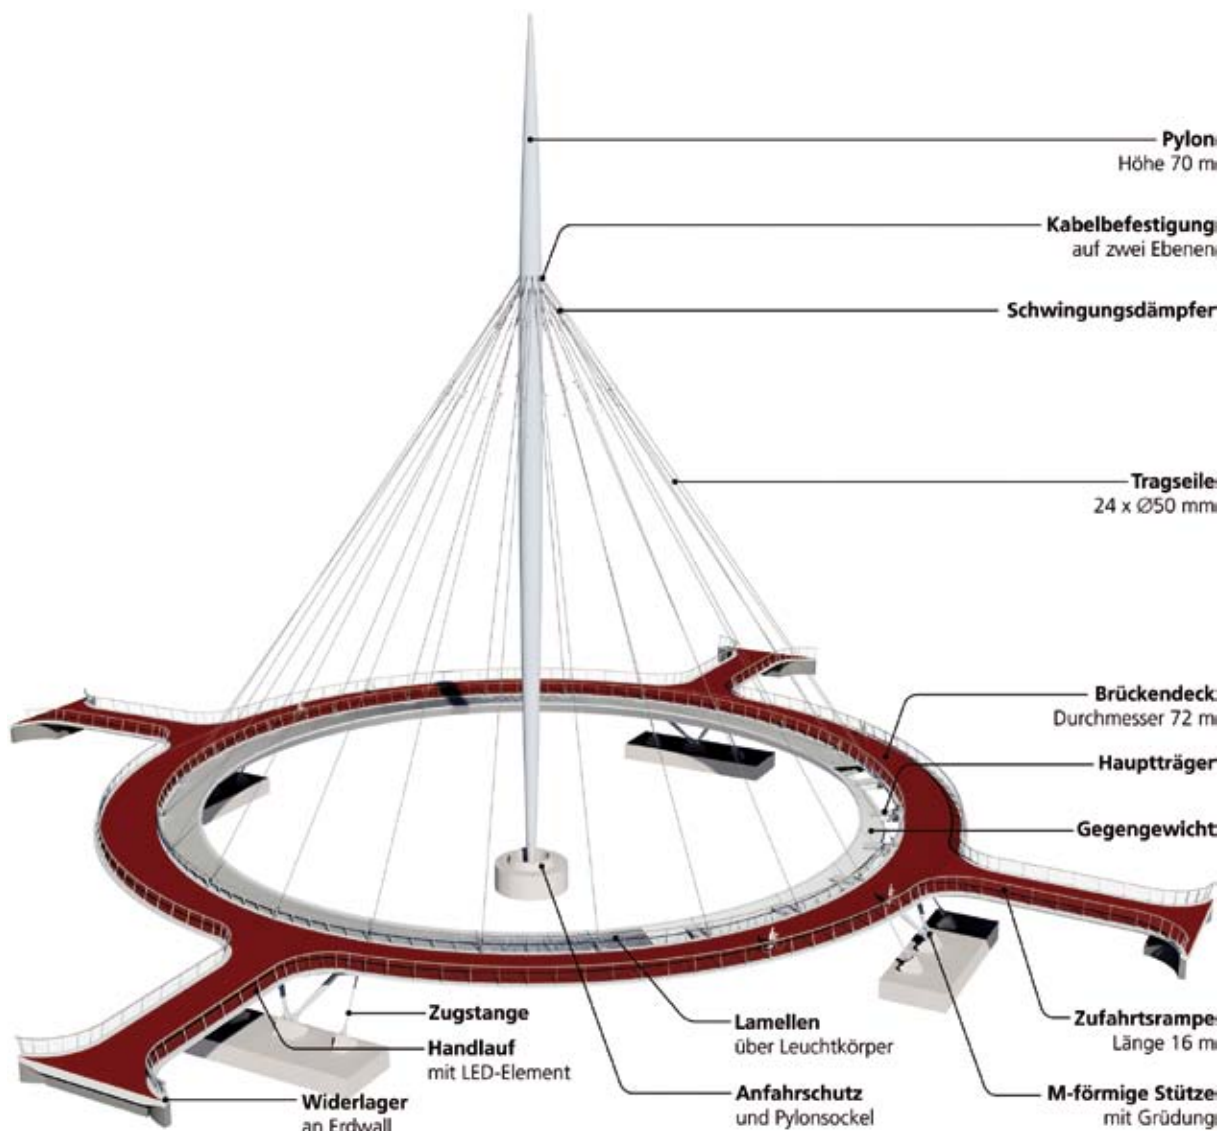 Pylon
Höhe 70 m
Kabelbefestigung
auf zwei Ebenen
Schwingungsdämpfer
Tragseile
24 x Ø50 mm
Brückendeck
Durchmesser 72 m
Hauptträger
Gegengewicht
Zugstange
Handlauf
mit LED-Element
Widerlager
an Erdwall
Lamellen
über Leuchtkörper
Anfahrschutz
und Pylonsockel
Zufahrtsrampe
Länge 16 m
M-förmige Stütze
mit Grüdung